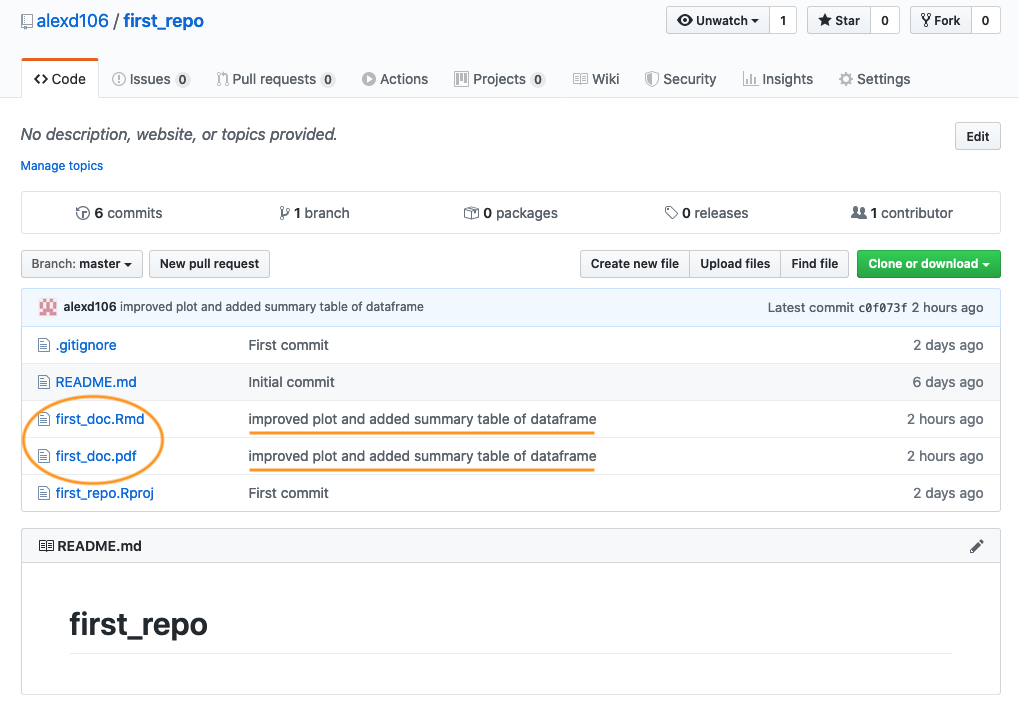 alexd106 / first_repo Unwatch 1 Star 0 Fork 0
Code Issues 0 Pull requests 0 Actions Projects 0 Wiki Security Insights Settings
No description, website, or topics provided. Edit
Manage topics
6 commits 1 branch 0 packages 0 releases 1 contributor
Branch: master New pull request Create new file Upload files Find file Clone or download
alexd106 improved plot and added summary table of dataframe Latest commit c0f073f 2 hours ago
.gitignore First commit 2 days ago
README.md Initial commit 6 days ago
first_doc.Rmd improved plot and added summary table of dataframe 2 hours ago
first_doc.pdf improved plot and added summary table of dataframe 2 hours ago
first_repo.Rproj First commit 2 days ago
README.md
first_repo